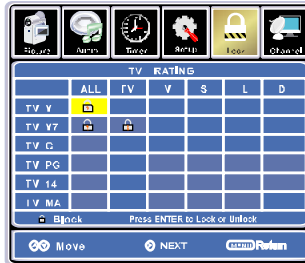 Picture Audio Timer Setup Lock Channel
TV RATING
ALL FV V S L D
TV Y
TV Y7
TV G
TV PG
TV 14
TV MA
Block Press ENTER to Lock or Unlock
Move NEXT MENU Return